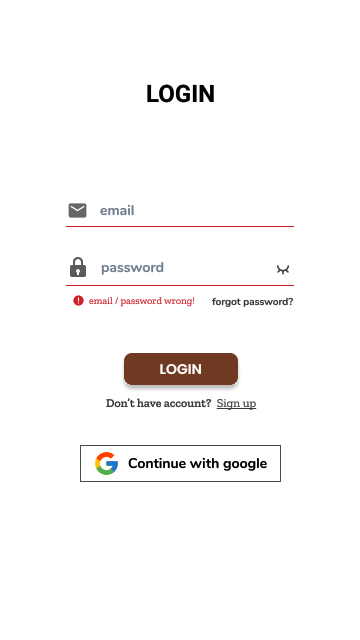 LOGIN
email
password
email / password wrong! forgot password?
LOGIN
Don't have account? Sign up
Continue with google